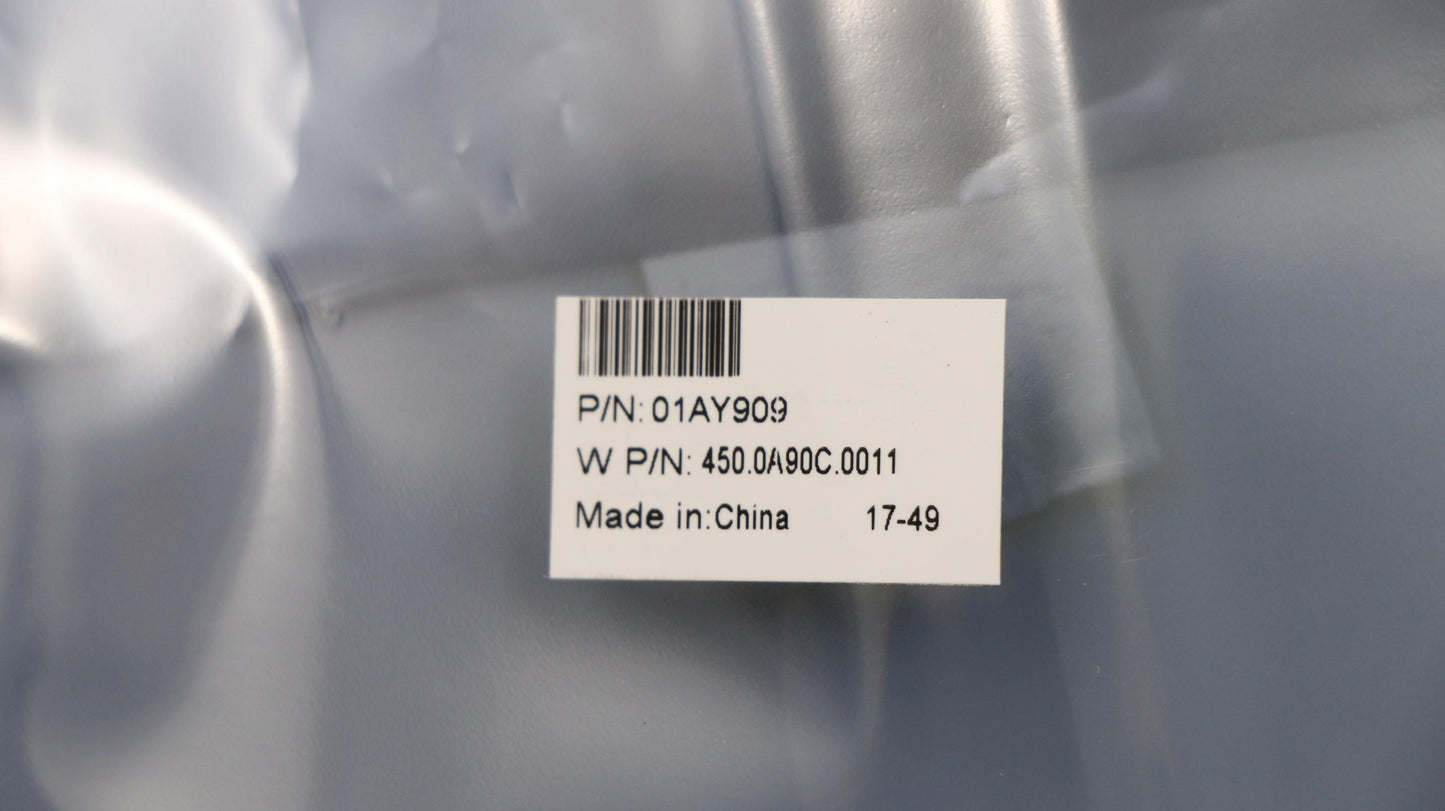 P/N: 01AY909
W P/N: 450.0A90C.0011
Made in:China 17-49